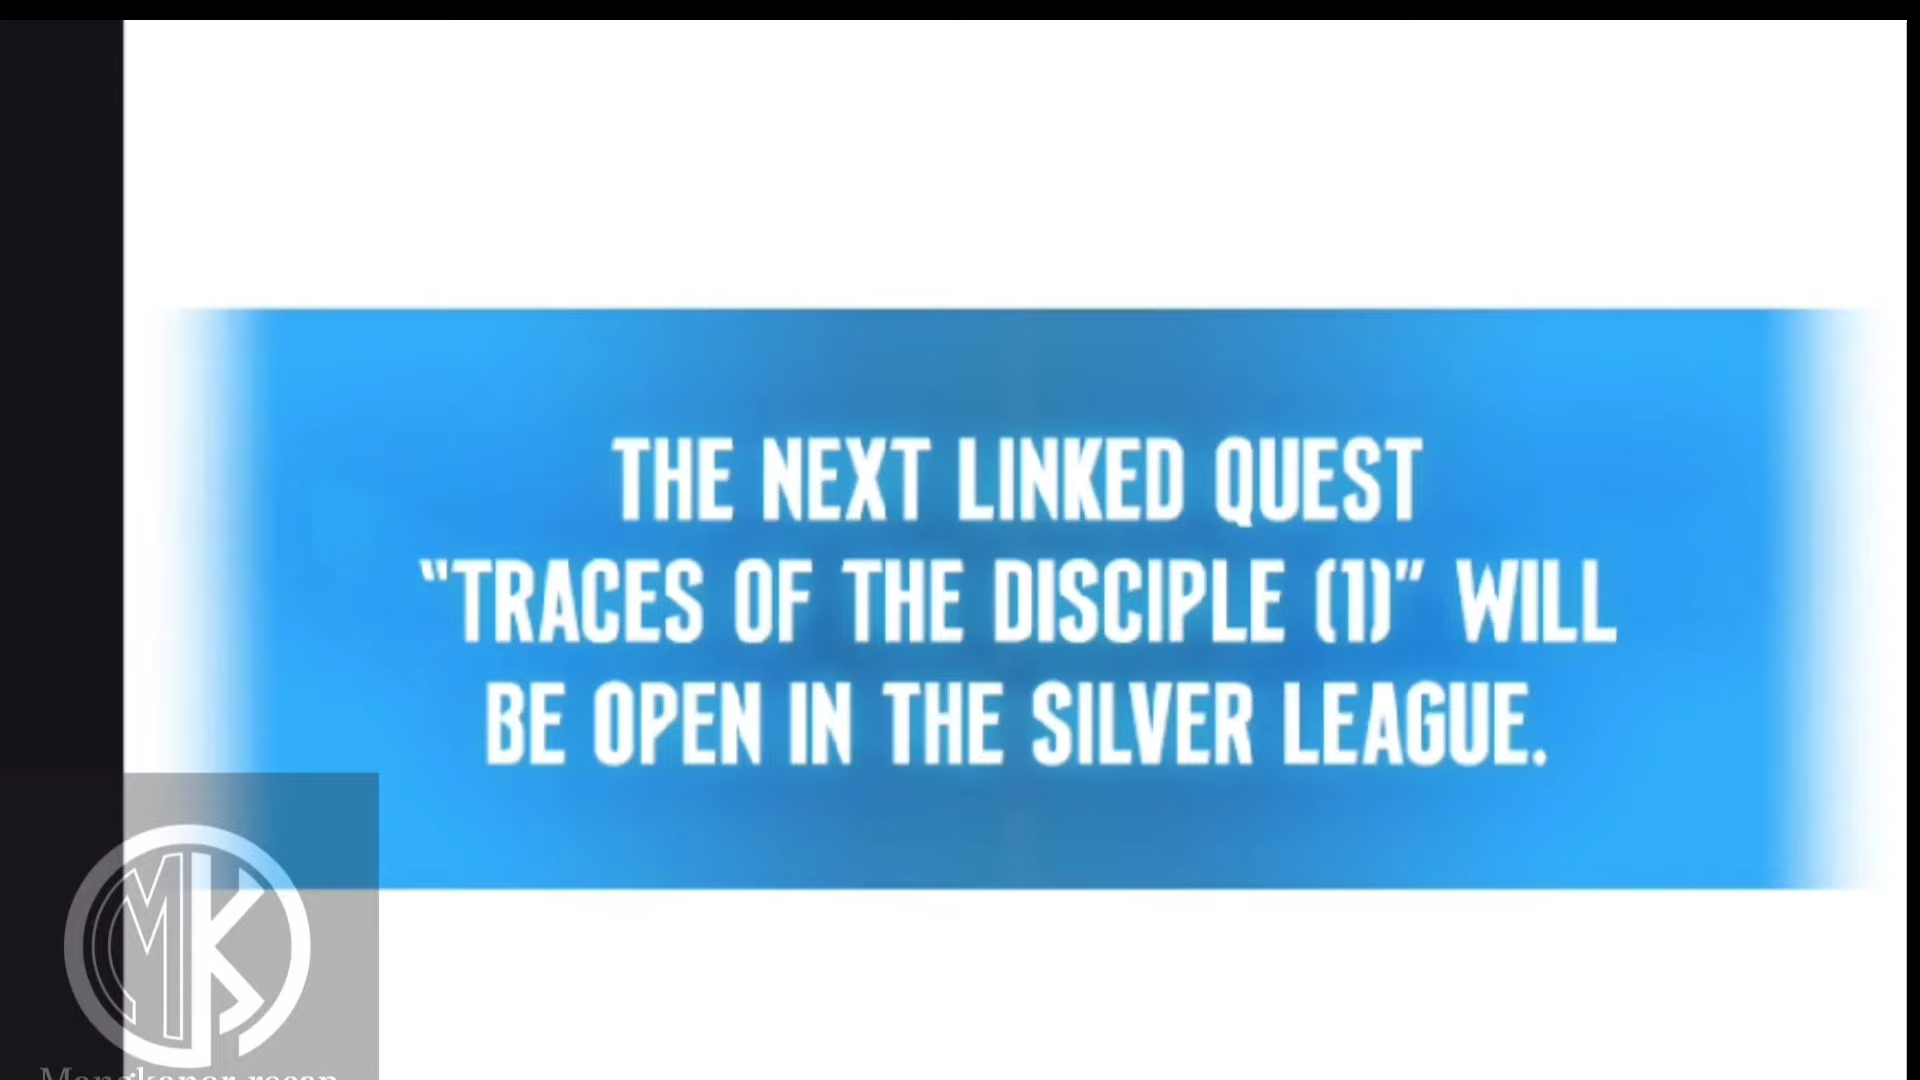 THE NEXT LINKED QUEST
“TRACES OF THE DISCIPLE (1)” WILL
BE OPEN IN THE SILVER LEAGUE.
MK